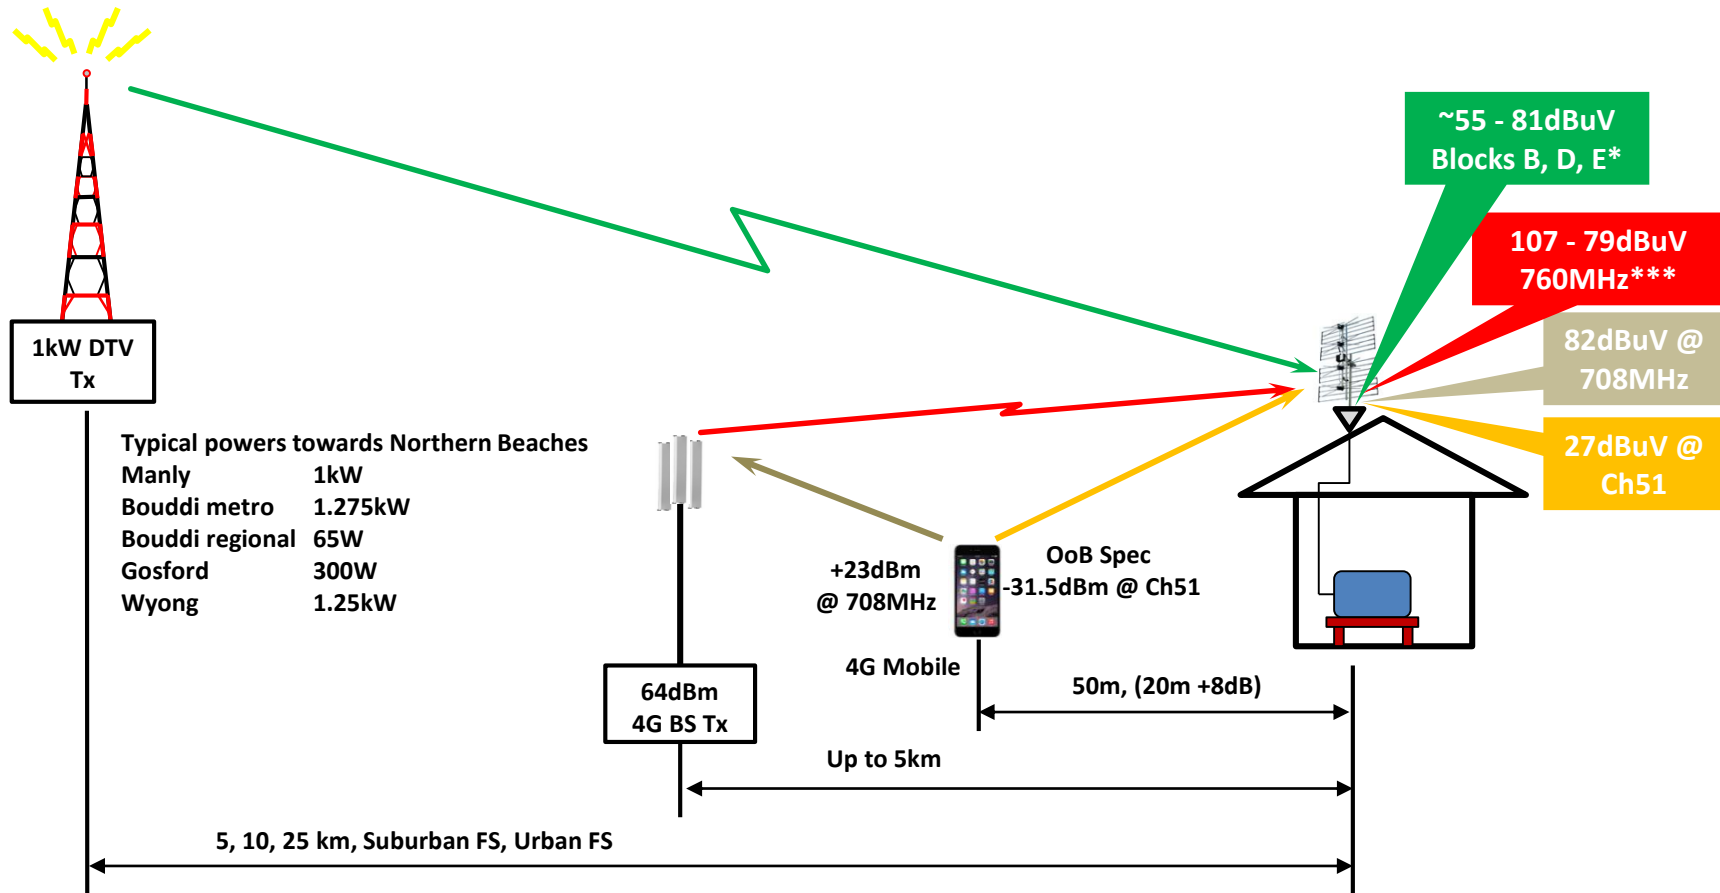 ~55 - 81dBuV
Blocks B, D, E*
107 - 79dBuV
760MHz***
82dBuV @
708MHz
27dBuV @
Ch51
1kW DTV
Tx
Typical powers towards Northern Beaches
Manly 1kW
Bouddi metro 1.275kW
Bouddi regional 65W
Gosford 300W
Wyong 1.25kW
+23dBm
@ 708MHz
OoB Spec
-31.5dBm @ Ch51
4G Mobile
64dBm
4G BS Tx
50m, (20m +8dB)
Up to 5km
5, 10, 25 km, Suburban FS, Urban FS